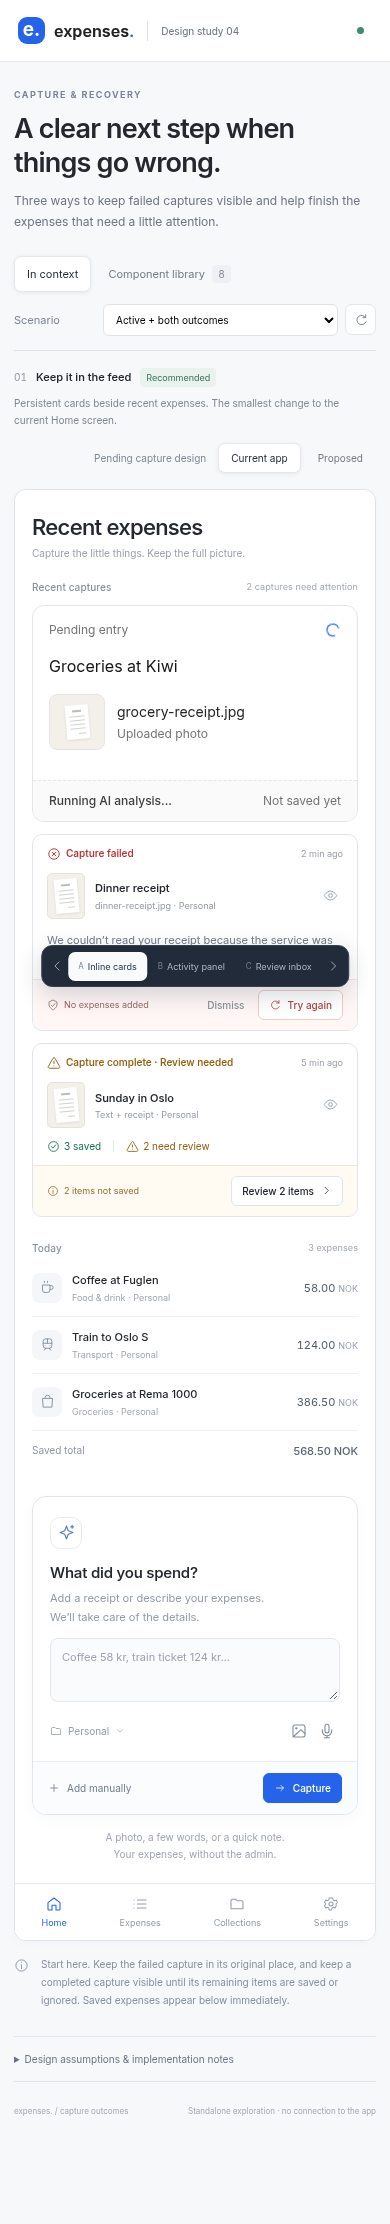 e. expenses. Design study 04
CAPTURE & RECOVERY
A clear next step when
things go wrong.
Three ways to keep failed captures visible and help finish the
expenses that need a little attention.
In context Component library 8
Scenario Active + both outcomes
01 Keep it in the feed Recommended
Persistent cards beside recent expenses. The smallest change to the
current Home screen.
Pending capture design Current app Proposed
Recent expenses
Capture the little things. Keep the full picture.
Recent captures 2 captures need attention
Pending entry
Groceries at Kiwi
grocery-receipt.jpg
Uploaded photo
Running AI analysis... Not saved yet
Capture failed 2 min ago
Dinner receipt
dinner-receipt.jpg · Personal
We couldn't read your receipt because the service was
A Inline cards B Activity panel C Review inbox
No expenses added Dismiss Try again
Capture complete · Review needed 5 min ago
Sunday in Oslo
Text + receipt · Personal
3 saved 2 need review
2 items not saved Review 2 items
Today 3 expenses
Coffee at Fuglen
Food & drink · Personal
58.00 NOK
Train to Oslo S
Transport · Personal
124.00 NOK
Groceries at Rema 1000
Groceries · Personal
386.50 NOK
Saved total 568.50 NOK
What did you spend?
Add a receipt or describe your expenses.
We'll take care of the details.
Coffee 58 kr, train ticket 124 kr...
Personal
Add manually Capture
A photo, a few words, or a quick note.
Your expenses, without the admin.
Home Expenses Collections Settings
Start here. Keep the failed capture in its original place, and keep a
completed capture visible until its remaining items are saved or
ignored. Saved expenses appear below immediately.
Design assumptions & implementation notes
expenses. / capture outcomes Standalone exploration · no connection to the app